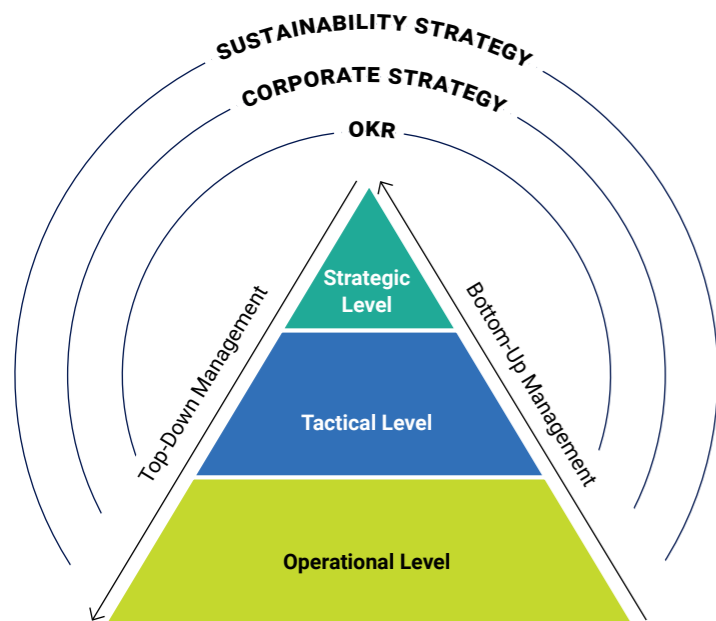 SUSTAINABILITY STRATEGY
CORPORATE STRATEGY
OKR
Strategic
Level
Top-Down Management
Bottom-Up Management
Tactical Level
Operational Level